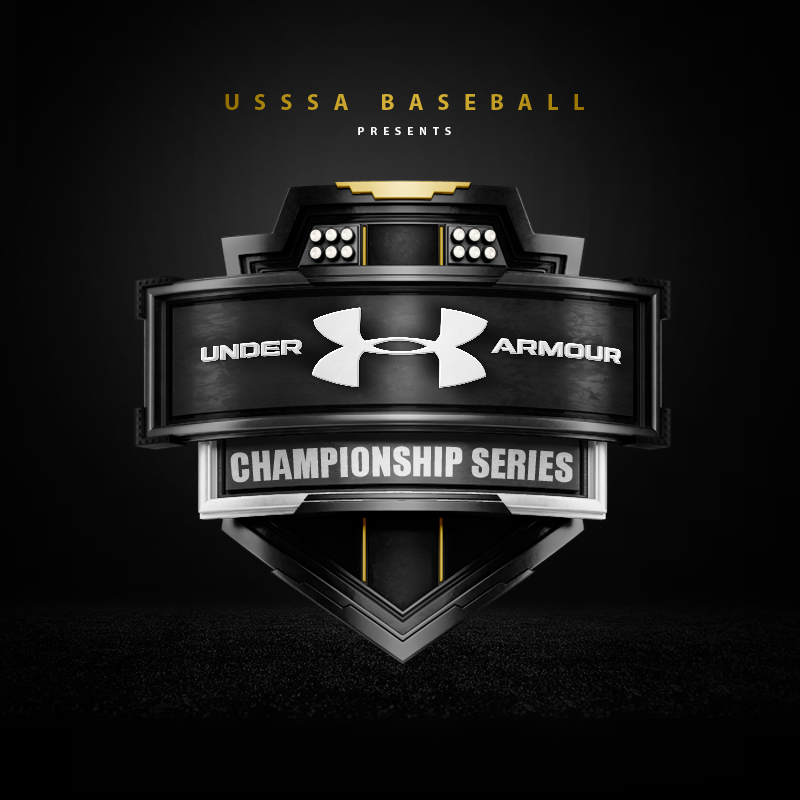 USSSA BASEBALL
PRESENTS
UNDER ARMOUR
CHAMPIONSHIP SERIES